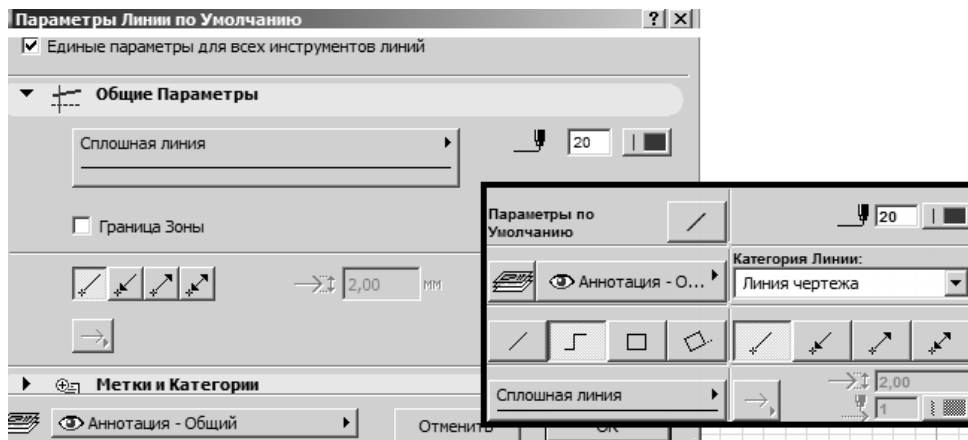 Параметры Линии по Умолчанию
Единые параметры для всех инструментов линий
Общие Параметры
Сплошная линия
20
Граница Зоны
2,00 мм
Метки и Категории
Аннотация - Общий
Отменить
OK
Параметры по
Умолчанию
20
Аннотация - О...
Категория Линии:
Линия чертежа
Сплошная линия
2,00
1